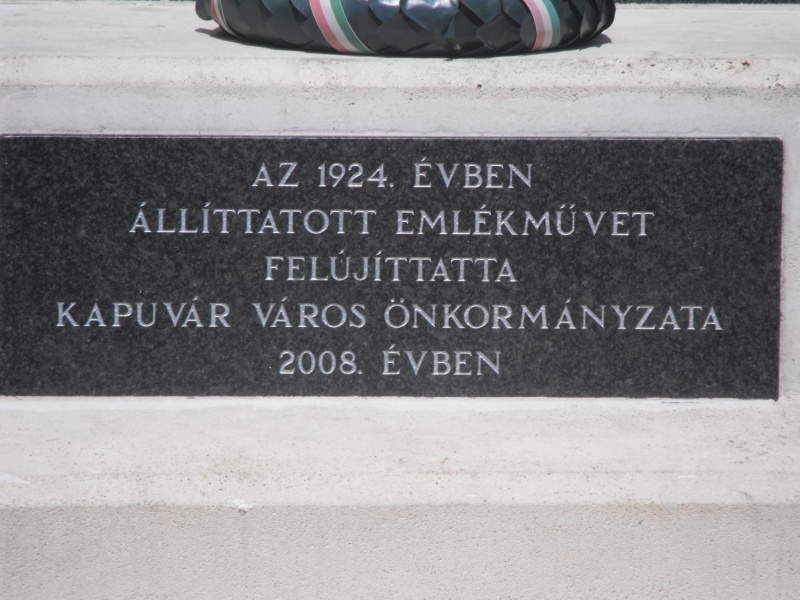 AZ 1924. ÉVBEN
ÁLLÍTTATOTT EMLÉKMŰVET
FELÚJÍTTATTA
KAPUVÁR VÁROS ÖNKORMÁNYZATA
2008. ÉVBEN